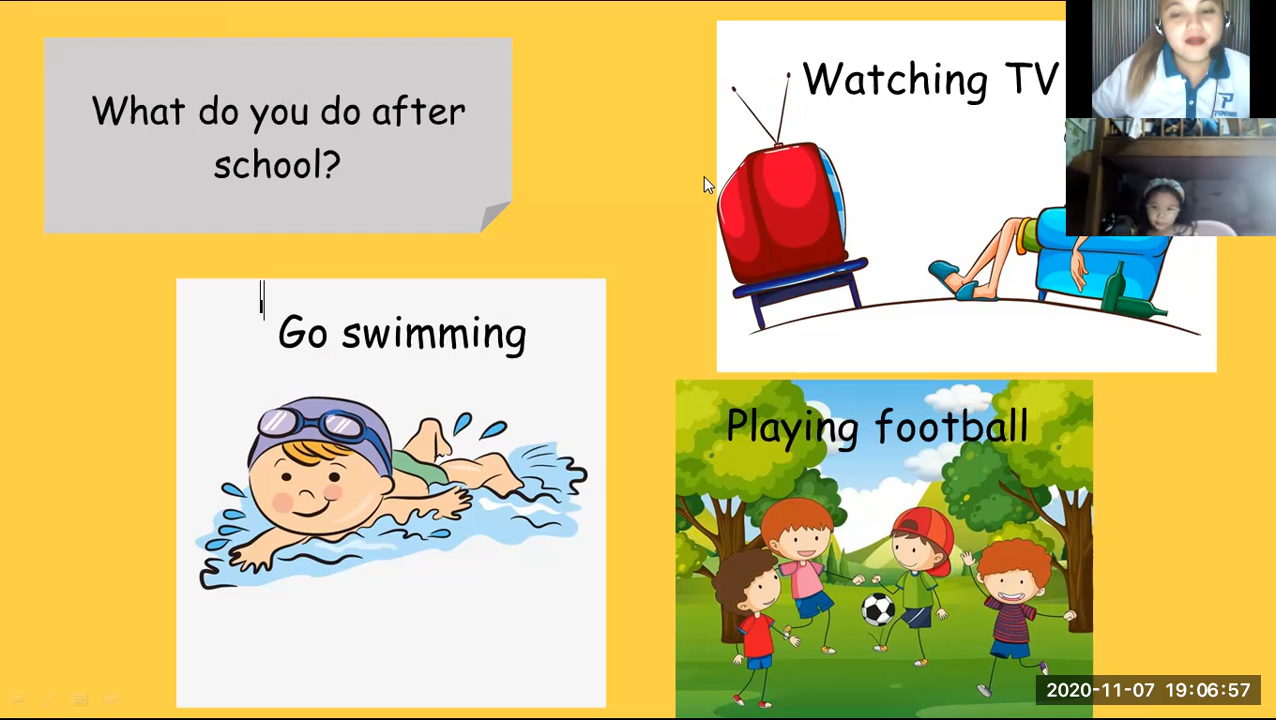 What do you do after
school?
Watching TV
Go swimming
Playing football
2020-11-07 19:06:57